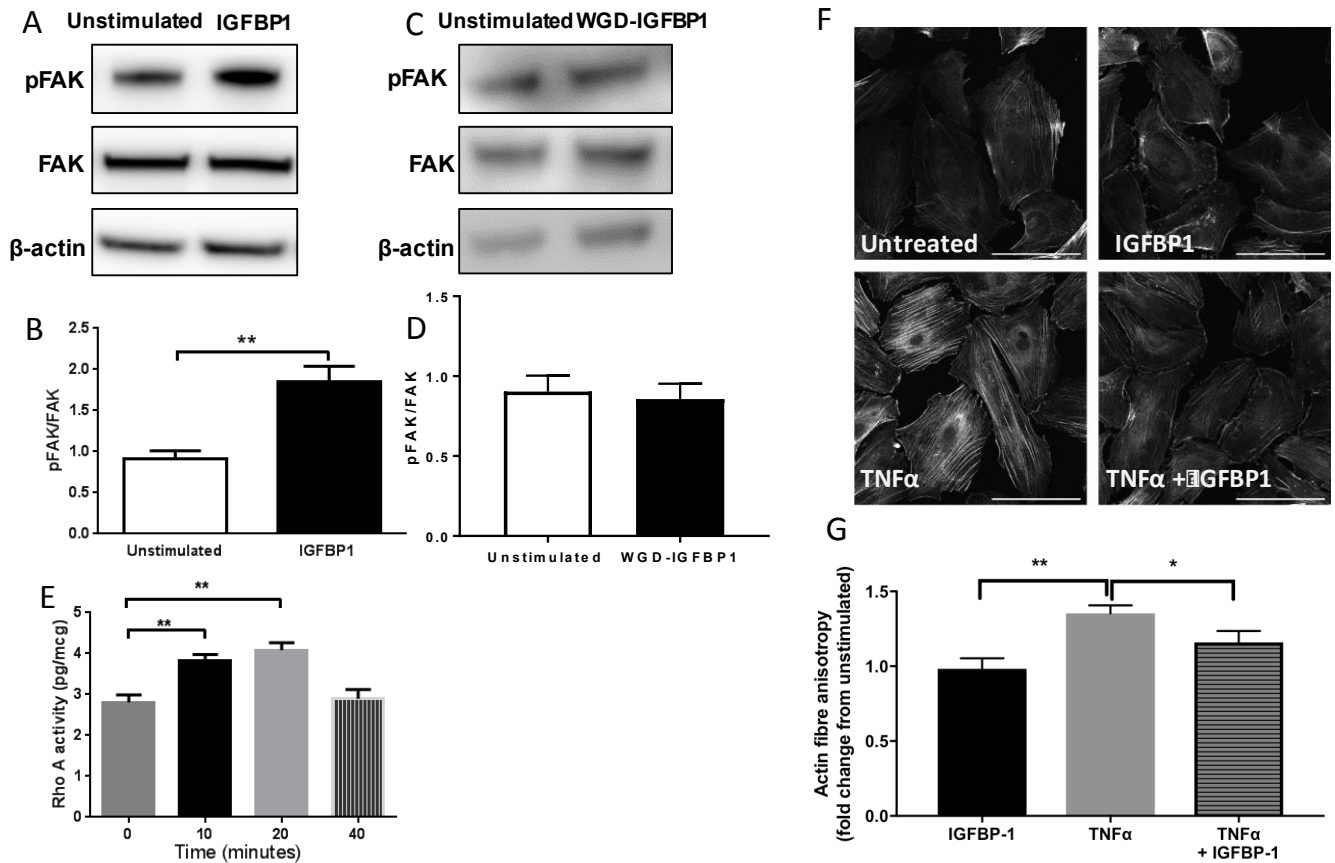 A
Unstimulated IGFBP1
pFAK
FAK
β-actin
B
pFAK/FAK
2.5
2.0
1.5
1.0
0.5
0.0
**
Unstimulated IGFBP1
C
Unstimulated WGD-IGFBP1
pFAK
FAK
β-actin
D
pFAK/FAK
1.5
1.0
0.5
0.0
Unstimulated WGD-IGFBP1
E
Rho A activity (pg/mcg)
5
4
3
2
1
0
**
**
0 10 20 40
Time (minutes)
F
Untreated
IGFBP1
TNFα
TNFα + IGFBP1
G
Actin fibre anisotropy
(fold change from unstimulated)
1.5
1.0
0.5
0.0
** *
IGFBP-1 TNFα TNFα
+ IGFBP-1